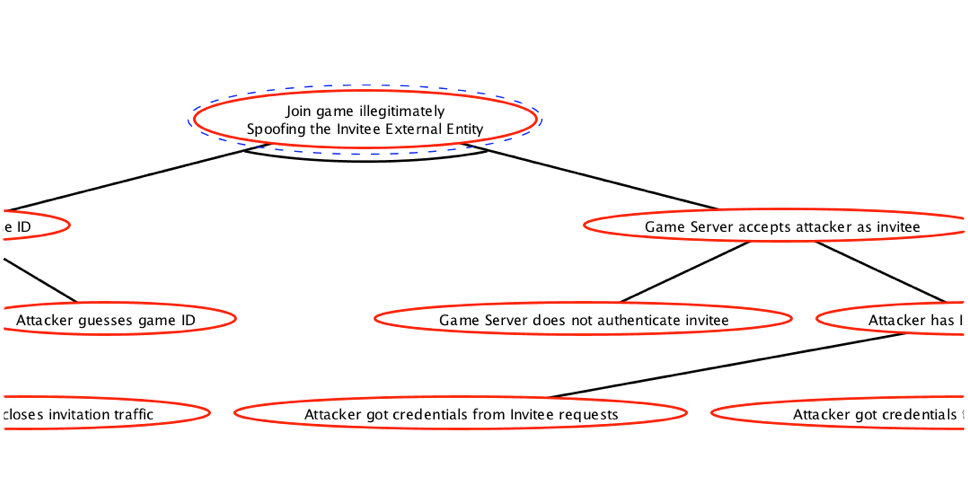 Join game illegitimately
Spoofing the Invitee External Entity
e ID
Game Server accepts attacker as invitee
Attacker guesses game ID
Game Server does not authenticate invitee
Attacker has I
closes invitation traffic
Attacker got credentials from Invitee requests
Attacker got credentials